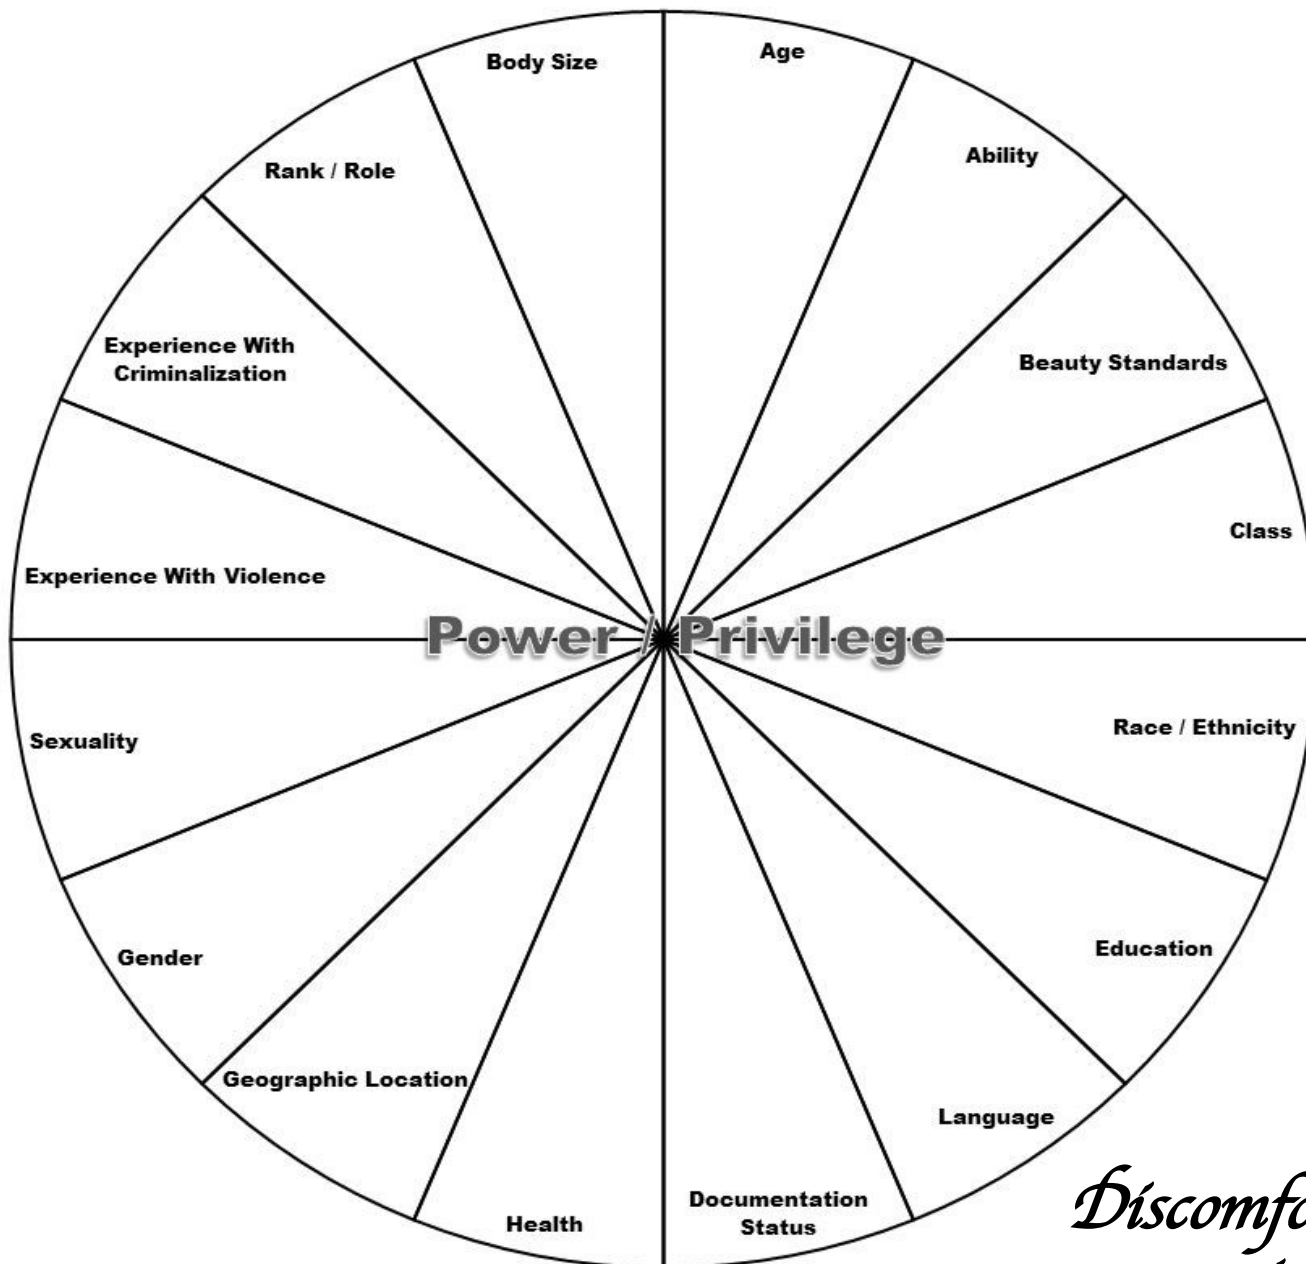 Body Size
Age
Ability
Rank / Role
Experience With
Criminalization
Beauty Standards
Class
Experience With Violence
Power / Privilege
Sexuality
Race / Ethnicity
Gender
Education
Geographic Location
Language
Health
Documentation
Status